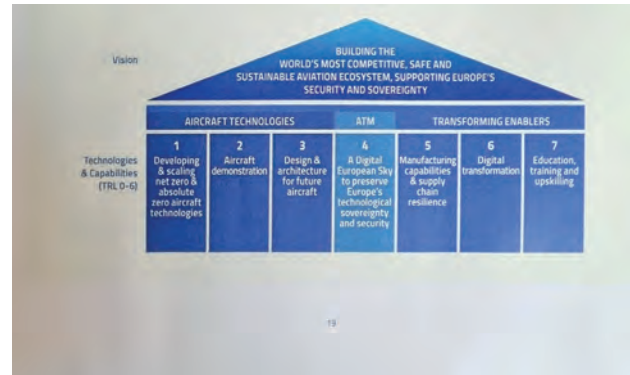 Vision
BUILDING THE
WORLD'S MOST COMPETITIVE, SAFE AND
SUSTAINABLE AVIATION ECOSYSTEM, SUPPORTING EUROPE'S
SECURITY AND SOVEREIGNTY
AIRCRAFT TECHNOLOGIES
ATM
TRANSFORMING ENABLERS
Technologies
& Capabilities
(TRL 0-6)
1
Developing
& scaling
net zero &
absolute
zero aircraft
technologies
2
Aircraft
demonstration
3
Design &
architecture
for future
aircraft
4
A Digital
European Sky
to preserve
Europe's
technological
sovereignty
and security
5
Manufacturing
capabilities
& supply
chain
resilience
6
Digital
transformation
7
Education,
training and
upskilling
19